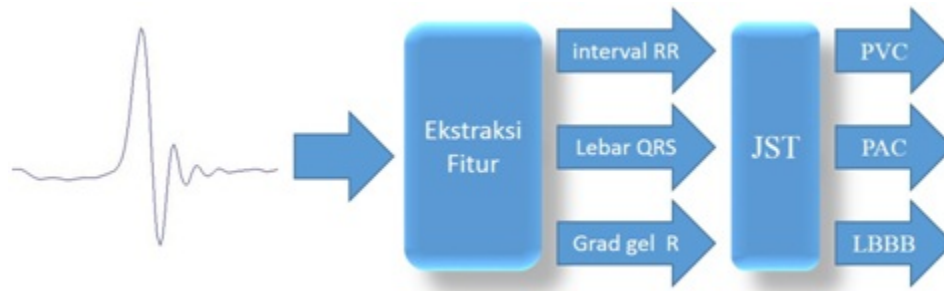 Ekstraksi
Fitur
interval RR
Lebar QRS
Grad gel R
JST
PVC
PAC
LBBB